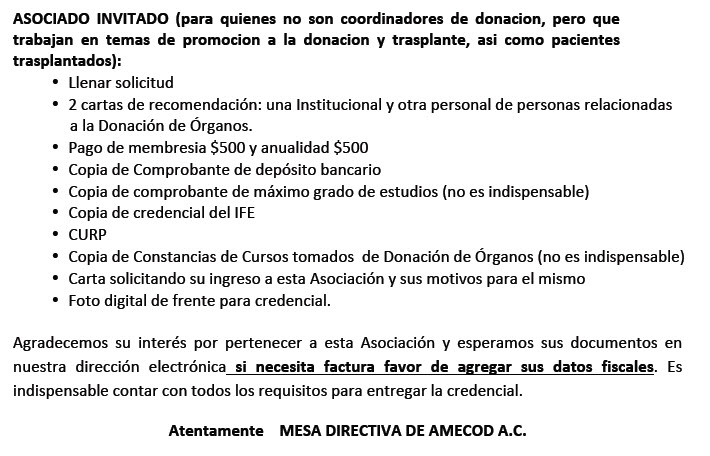 ASOCIADO INVITADO (para quienes no son coordinadores de donacion, pero que
trabajan en temas de promocion a la donacion y trasplante, asi como pacientes
trasplantados):
• Llenar solicitud
• 2 cartas de recomendación: una Institucional y otra personal de personas relacionadas
a la Donación de Órganos.
• Pago de membresia $500 y anualidad $500
• Copia de Comprobante de depósito bancario
• Copia de comprobante de máximo grado de estudios (no es indispensable)
• Copia de credencial del IFE
• CURP
• Copia de Constancias de Cursos tomados de Donación de Órganos (no es indispensable)
• Carta solicitando su ingreso a esta Asociación y sus motivos para el mismo
• Foto digital de frente para credencial.
Agradecemos su interés por pertenecer a esta Asociación y esperamos sus documentos en
nuestra dirección electrónica si necesita factura favor de agregar sus datos fiscales. Es
indispensable contar con todos los requisitos para entregar la credencial.
Atentamente MESA DIRECTIVA DE AMECOD A.C.